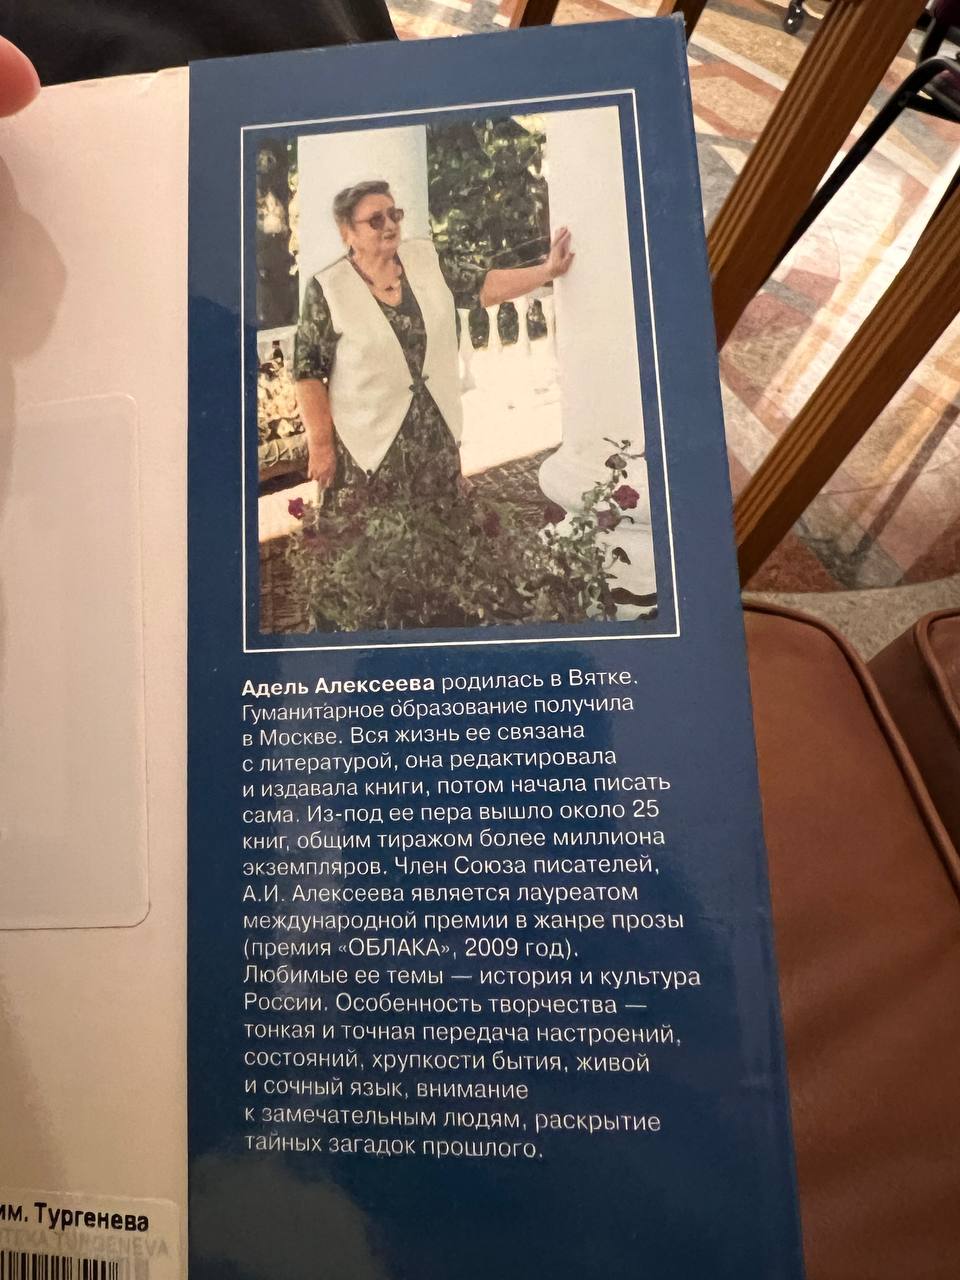 Адель Алексеева родилась в Вятке.
Гуманитарное образование получила
в Москве. Вся жизнь ее связана
с литературой, она редактировала
и издавала книги, потом начала писать
сама. Из-под ее пера вышло около 25
книг, общим тиражом более миллиона
экземпляров. Член Союза писателей,
А.И. Алексеева является лауреатом
международной премии в жанре прозы
(премия «ОБЛАКА», 2009 год).
Любимые ее темы — история и культура
России. Особенность творчества —
тонкая и точная передача настроений,
состояний, хрупкости бытия, живой
и сочный язык, внимание
к замечательным людям, раскрытие
тайных загадок прошлого.
им. Тургенева
TURGENEVA